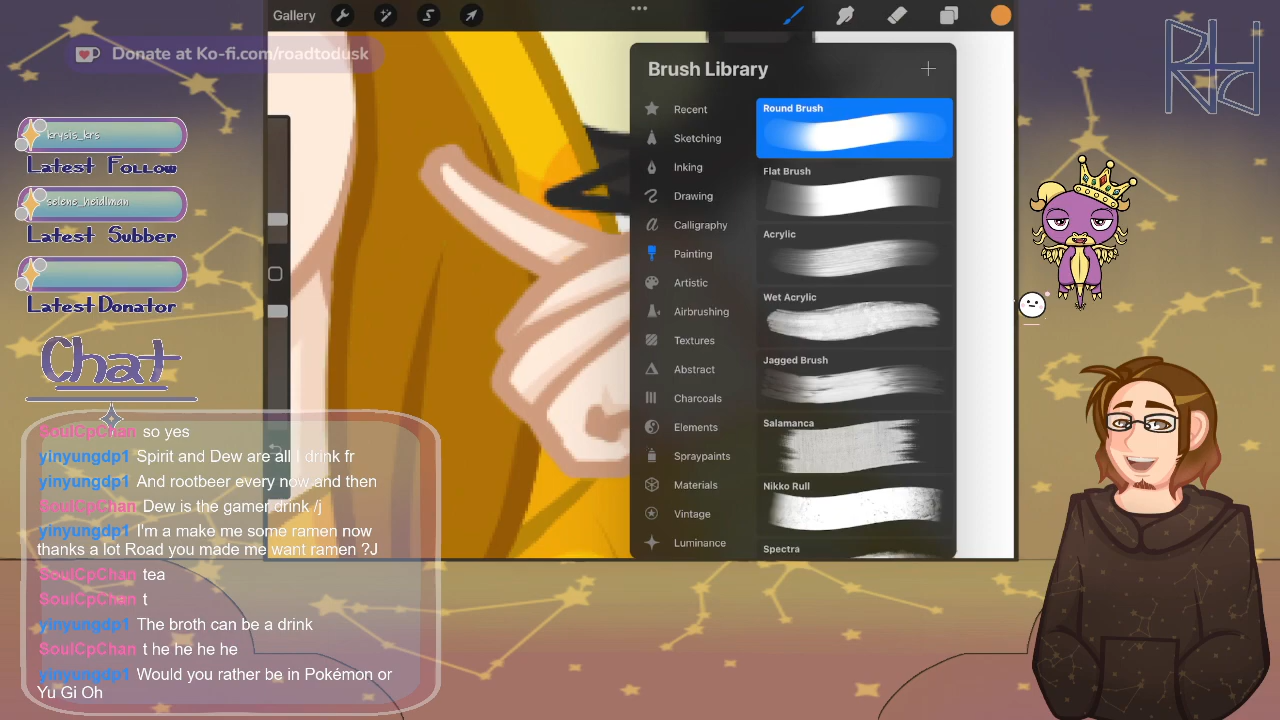 Gallery
Donate at Ko-fi.com/roadtodusk
krysis_krs
Latest Follow
selene_heidlman
Latest Subber
Latest Donator
Chat
SoulCpChan so yes
yinyungdp1 Spirit and Dew are all I drink fr
yinyungdp1 And rootbeer every now and then
SoulCpChan Dew is the gamer drink /j
yinyungdp1 I'm a make me some ramen now
thanks a lot Road you made me want ramen ?J
SoulCpChan tea
SoulCpChan t
yinyungdp1 The broth can be a drink
SoulCpChan t he he he he
yinyungdp1 Would you rather be in Pokémon or
Yu Gi Oh
Brush Library
Recent
Sketching
Inking
Drawing
Calligraphy
Painting
Artistic
Airbrushing
Textures
Abstract
Charcoals
Elements
Spraypaints
Materials
Vintage
Luminance
Round Brush
Flat Brush
Acrylic
Wet Acrylic
Jagged Brush
Salamanca
Nikko Rull
Spectra